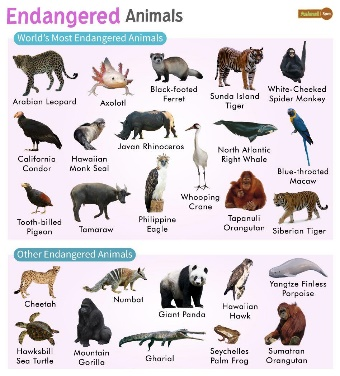 Endangered Animals
World's Most Endangered Animals
Arabian Leopard
Axolotl
Black-footed
Ferret
Sunda Island
Tiger
White-Cheeked
Spider Monkey
California
Condor
Hawaiian
Monk Seal
Javan Rhinoceros
Whooping
Crane
North Atlantic
Right Whale
Blue-throated
Macaw
Tooth-billed
Pigean
Tamaraw
Philippine
Eagle
Tapanuli
Orangutan
Siberian Tiger
Other Endangered Animals
Cheetah
Numbat
Giant Panda
Hawaiian
Hawk
Yangtze Finless
Porpoise
Hawksbill
Sea Turtle
Mountain
Gorilla
Gharial
Seychelles
Palm Frog
Sumatran
Orangutan